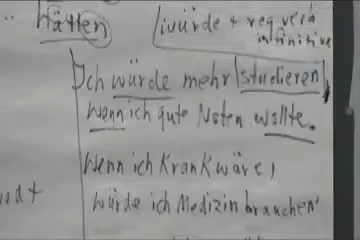 hätten
würde + reg verb
infinitive
Ich würde mehr studieren,
wenn ich gute Noten wollte.
Wenn ich Krank wäre,
würde ich Medizin brauchen